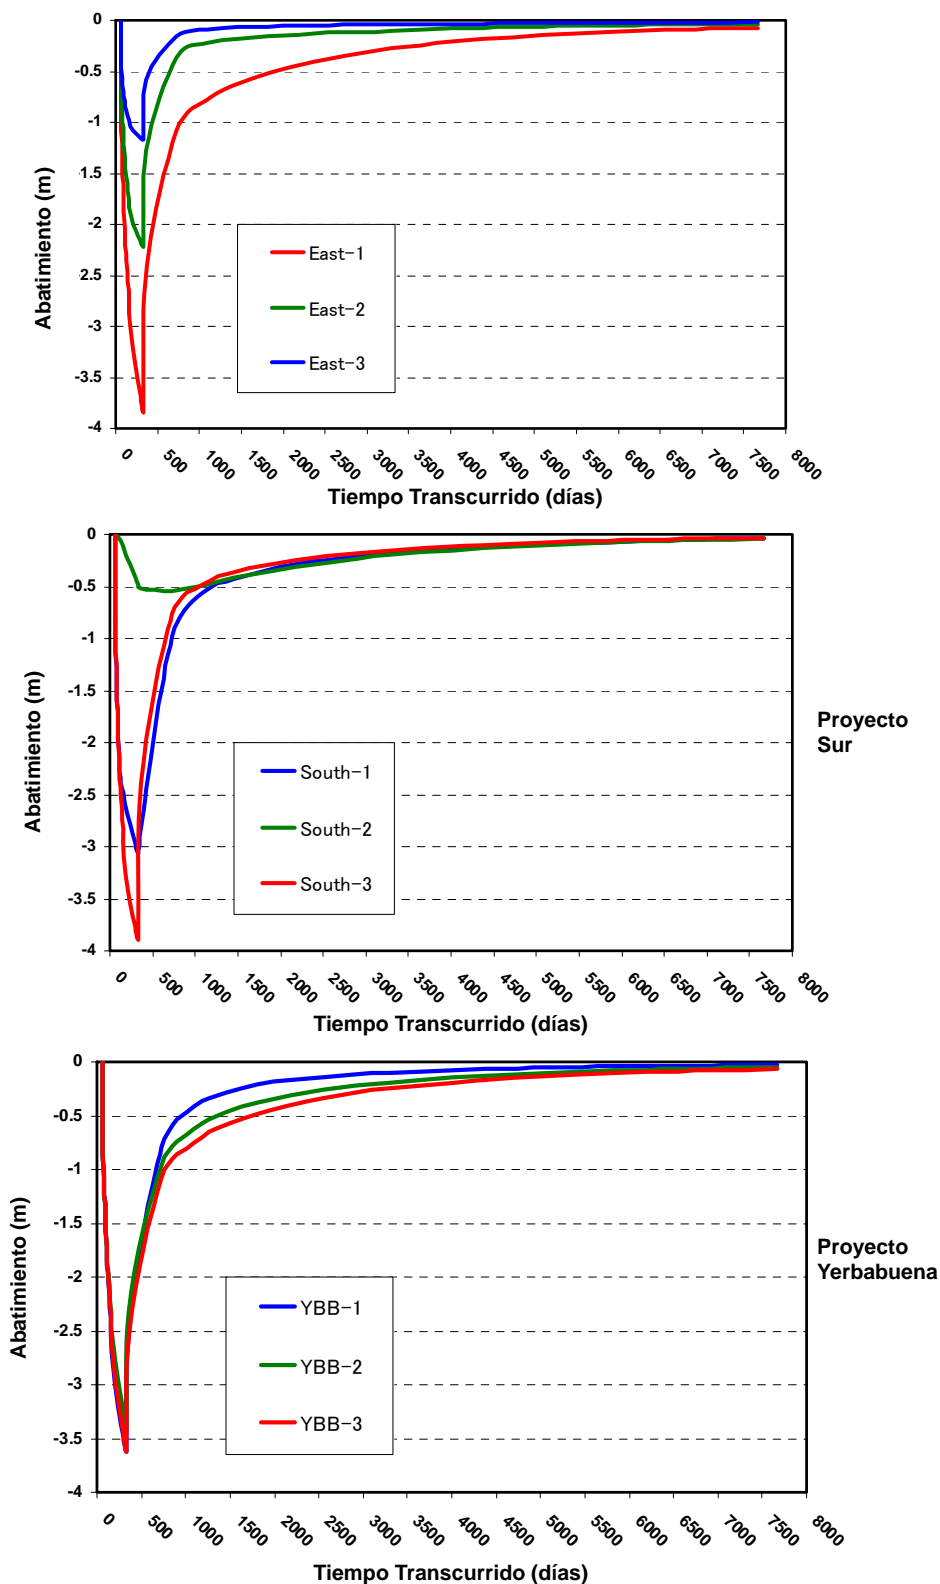 0
-0.5
-1
-1.5
-2
-2.5
-3
-3.5
-4
Abatimiento (m)
East-1
East-2
East-3
0 500 1000 1500 2000 2500 3000 3500 4000 4500 5000 5500 6000 6500 7000 7500 8000
Tiempo Transcurrido (días)
0
-0.5
-1
-1.5
-2
-2.5
-3
-3.5
-4
Abatimiento (m)
South-1
South-2
South-3
Proyecto
Sur
0 500 1000 1500 2000 2500 3000 3500 4000 4500 5000 5500 6000 6500 7000 7500 8000
Tiempo Transcurrido (días)
0
-0.5
-1
-1.5
-2
-2.5
-3
-3.5
-4
Abatimiento (m)
YBB-1
YBB-2
YBB-3
Proyecto
Yerbabuena
0 500 1000 1500 2000 2500 3000 3500 4000 4500 5000 5500 6000 6500 7000 7500 8000
Tiempo Transcurrido (días)